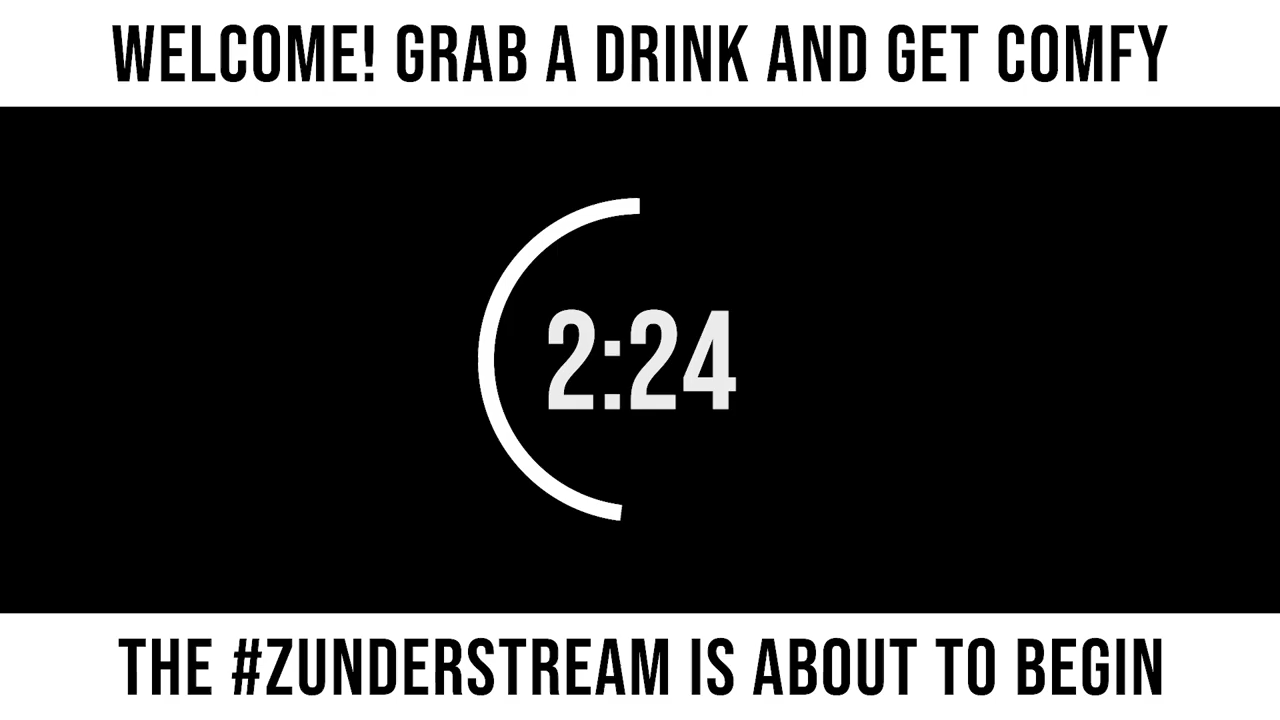 WELCOME! GRAB A DRINK AND GET COMFY
2:24
THE #ZUNDERSTREAM IS ABOUT TO BEGIN